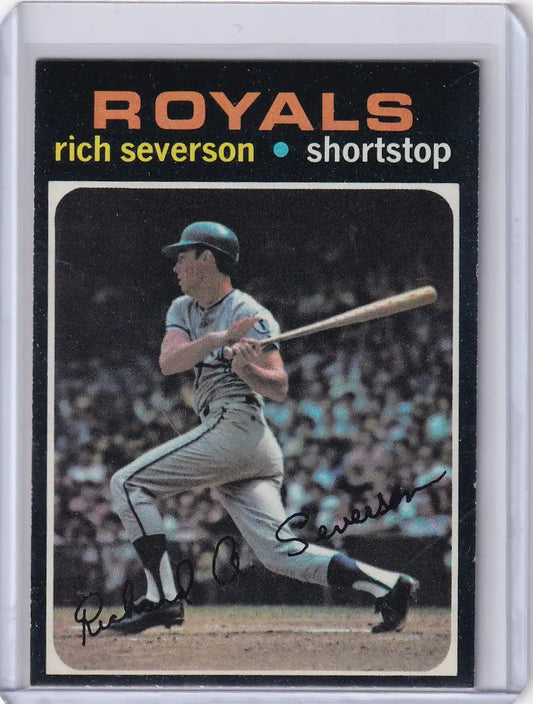 ROYALS
rich severson • shortstop
Richard A. Severson